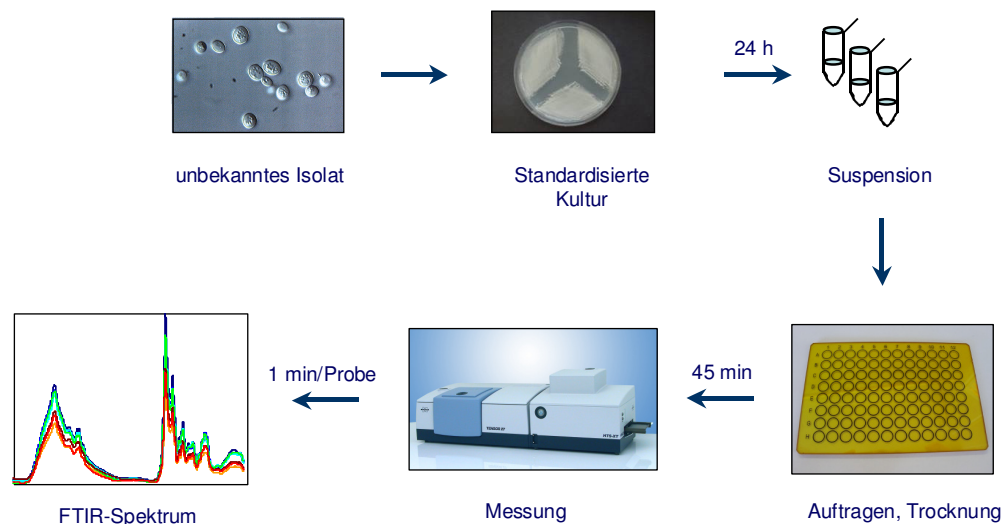 24 h
unbekanntes Isolat
Standardisierte
Kultur
Suspension
1 min/Probe
45 min
FTIR-Spektrum
Messung
Auftragen, Trocknung